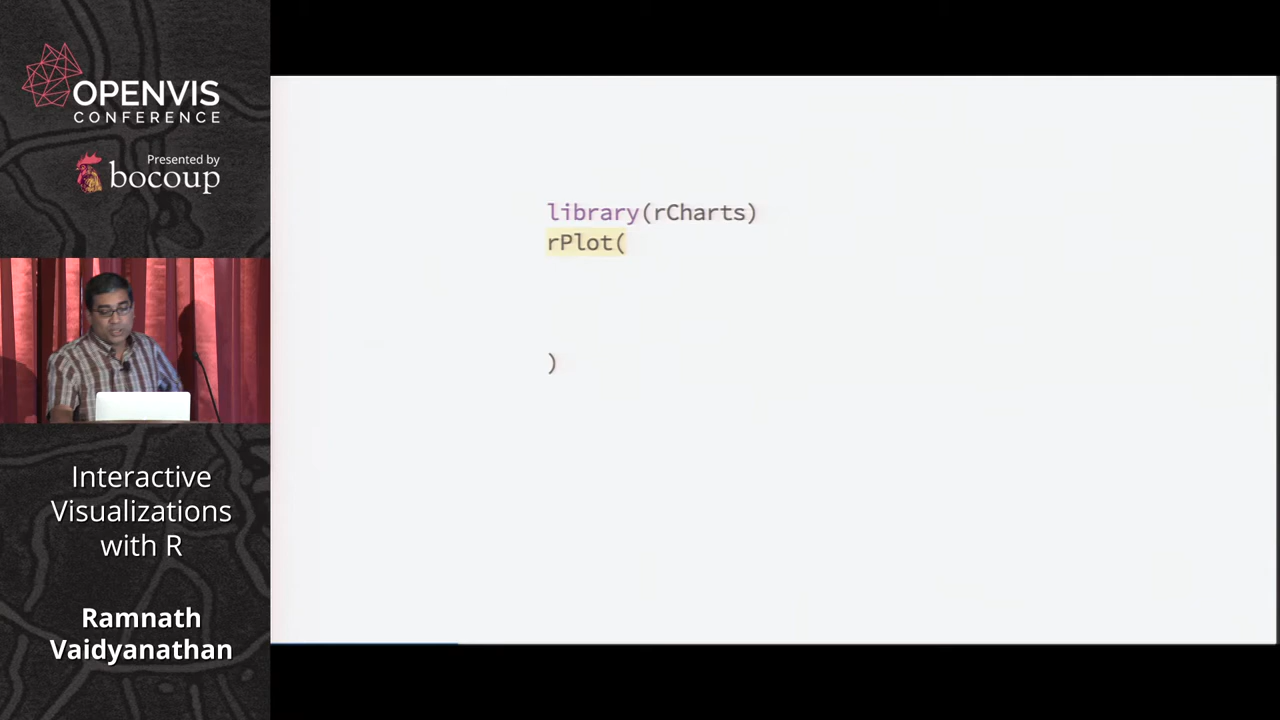 OPENVIS
CONFERENCE
Presented by
bocoup
library(rCharts)
rPlot(
)
Interactive
Visualizations
with R
Ramnath
Vaidyanathan